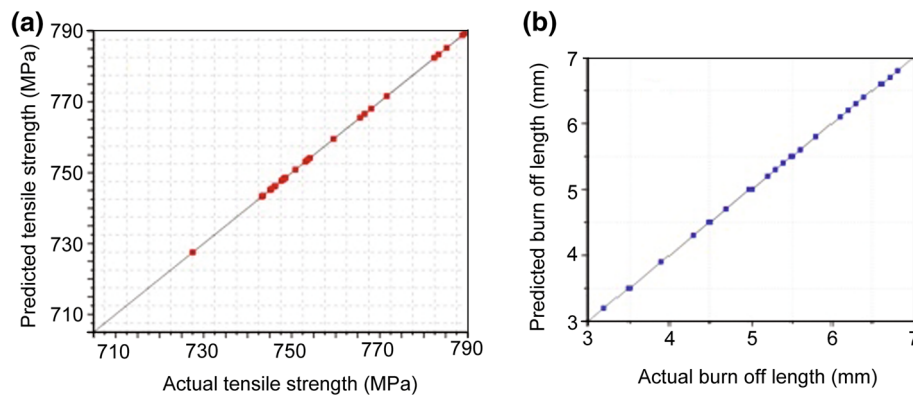 (a)
790
770
750
730
710
Predicted tensile strength (MPa)
710 730 750 770 790
Actual tensile strength (MPa)
(b)
7
6
5
4
3
Predicted burn off length (mm)
3 4 5 6 7
Actual burn off length (mm)